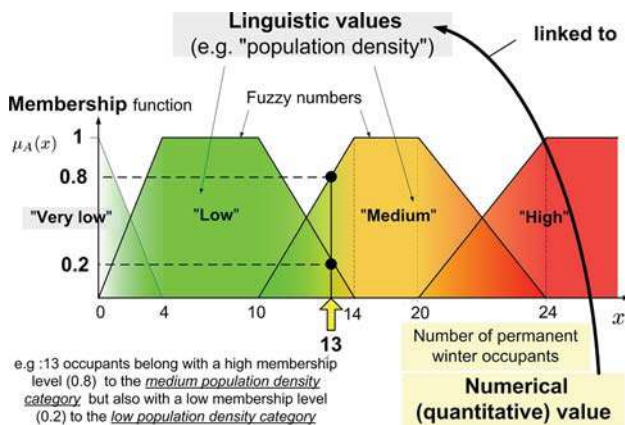 Linguistic values
(e.g. "population density")
linked to
Membership function
Fuzzy numbers
μA(x)
1
0.8
"Very low"
"Low"
"Medium"
"High"
0.2
0
4
10
14
20
24
x
13
Number of permanent
winter occupants
e.g :13 occupants belong with a high membership
level (0.8) to the medium population density
category but also with a low membership level
(0.2) to the low population density category
Numerical
(quantitative) value